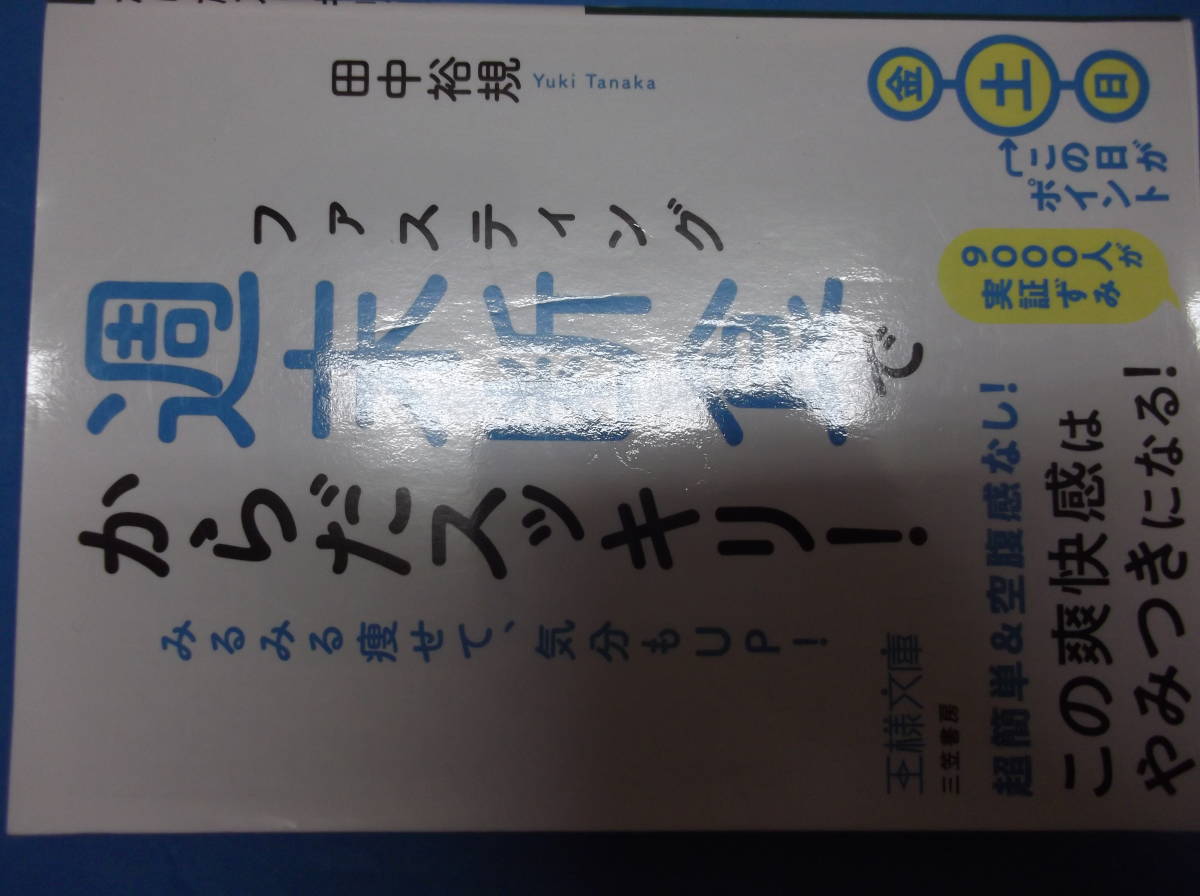 田中裕規 Yuki Tanaka
ファスティング
週末断食で
からだスッキリ!
みるみる痩せて、気分もUP!
王様文庫
三笠書房
金 土 日
この日が
ポイント
9000人が
実証ずみ
超簡単&空腹感なし!
この爽快感は
やみつきになる!